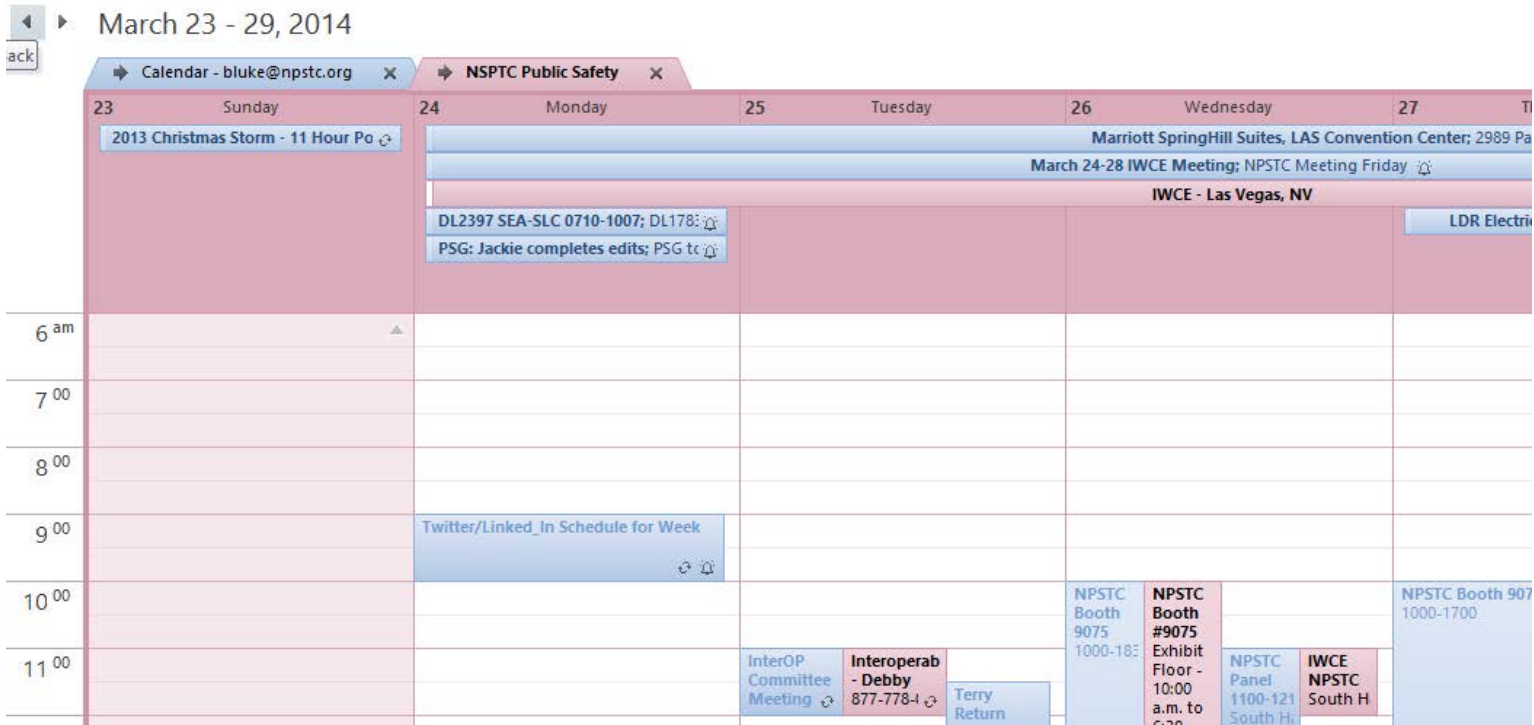 March 23 - 29, 2014
ack
Calendar - bluke@npstc.org
NSPTC Public Safety
23 Sunday 24 Monday 25 Tuesday 26 Wednesday 27
2013 Christmas Storm - 11 Hour Po
Marriott SpringHill Suites, LAS Convention Center; 2989 Pa
March 24-28 IWCE Meeting; NPSTC Meeting Friday
IWCE - Las Vegas, NV
DL2397 SEA-SLC 0710-1007; DL178
LDR Electric
PSG: Jackie completes edits; PSG to
6 am
7 00
8 00
9 00
Twitter/Linked_In Schedule for Week
10 00
NPSTC
Booth
9075
1000-183
NPSTC
Booth
#9075
Exhibit
Floor -
10:00
a.m. to
NPSTC Booth 907
1000-1700
11 00
InterOP
Committee
Meeting
Interoperab
- Debby
877-778-
Terry
Return
NPSTC
Panel
1100-121
South Ha
IWCE
NPSTC
South H